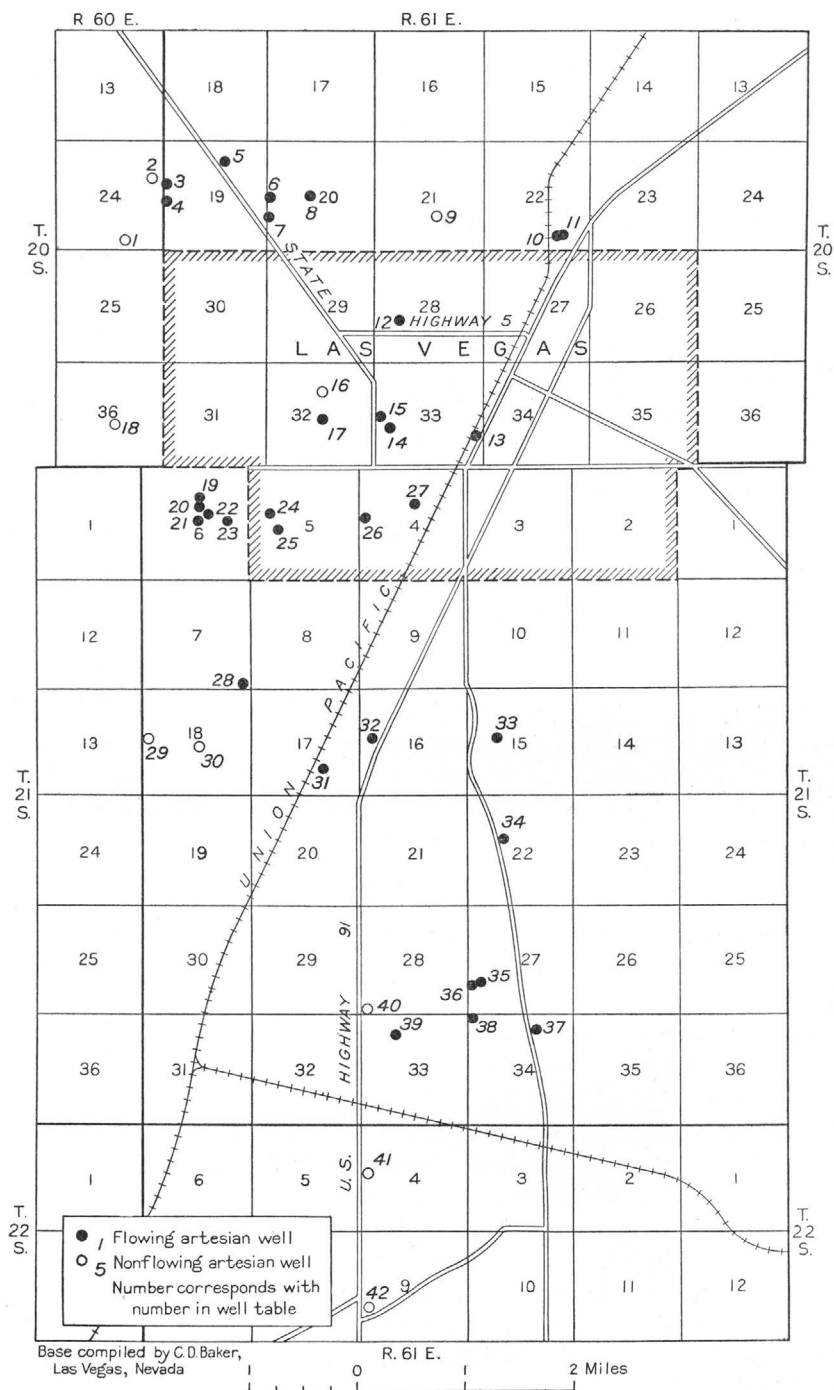 R 60 E. R. 61 E.
13 18 17 16 15 14 13
2 3 5 6
24 4 19 20 21 22 23 24
8 9
7 10 11
1
T. 20 S. T. 20 S.
STATE
25 30 29 28 27 26 25
12 HIGHWAY 5
LAS VEGAS
16
36 18 31 32 15 33 34 35 36
17 14 13
19
20 22 24 27
1 21 6 23 25 5 26 4 3 2 1
12 7 8 9 10 11 12
UNION PACIFIC
28
13 18 17 32 16 33 15 14 13
29 30 31
T. 21 S. T. 21 S.
34
24 19 20 21 22 23 24
25 30 29 28 27 26 25
36 35
40
39 38 37
36 31 32 33 34 35 36
U.S. HIGHWAY 91
41
1 6 5 4 3 2 1
T. 22 S. T. 22 S.
1 Flowing artesian well
5 Nonflowing artesian well
Number corresponds with
number in well table
9 10 11 12
42
Base compiled by C.D. Baker,
Las Vegas, Nevada
R. 61 E.
1 0 1 2 Miles